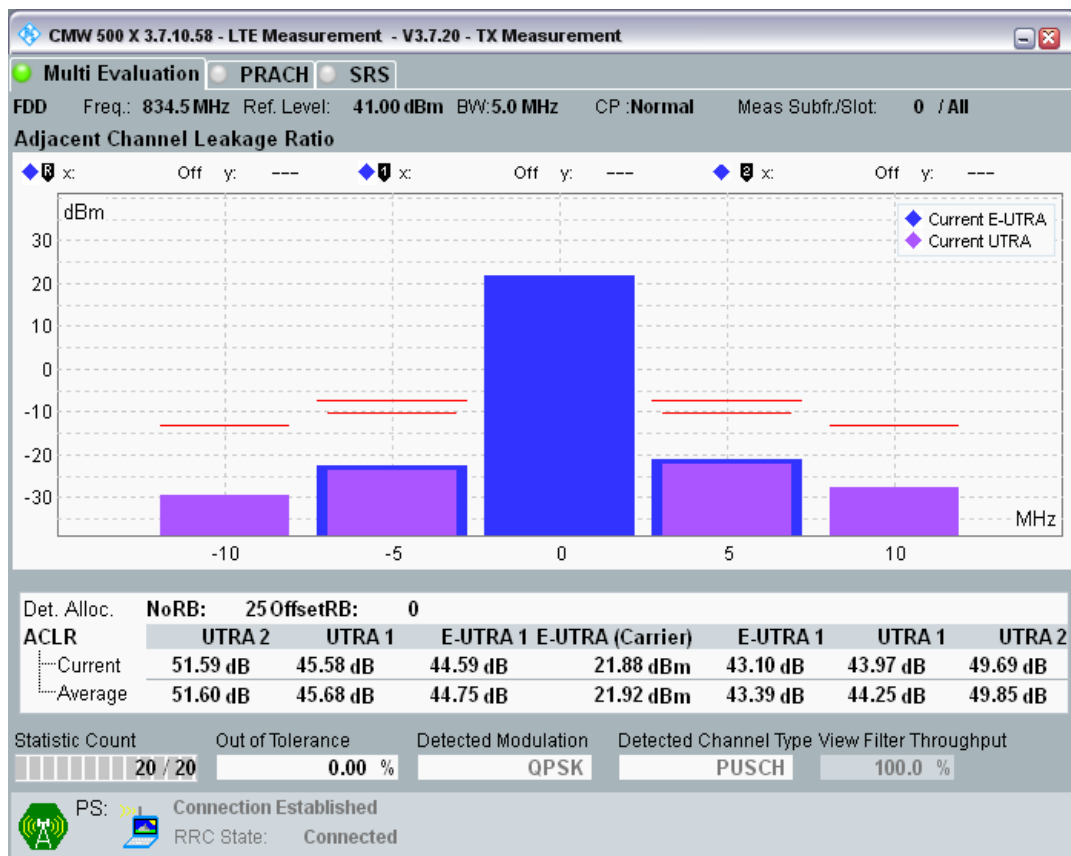 CMW 500 X 3.7.10.58 - LTE Measurement - V3.7.20 - TX Measurement
Multi Evaluation PRACH SRS
FDD Freq.: 834.5 MHz Ref. Level: 41.00 dBm BW:5.0 MHz CP :Normal Meas Subfr./Slot: 0 / All
Adjacent Channel Leakage Ratio
R x: Off y: --- 1 x: Off y: --- 2 x: Off y: ---
dBm
Current E-UTRA
Current UTRA
30
20
10
0
-10
-20
-30
MHz
-10 -5 0 5 10
Det. Alloc. NoRB: 25 OffsetRB: 0
ACLR UTRA 2 UTRA 1 E-UTRA 1 E-UTRA (Carrier) E-UTRA 1 UTRA 1 UTRA 2
Current 51.59 dB 45.58 dB 44.59 dB 21.88 dBm 43.10 dB 43.97 dB 49.69 dB
Average 51.60 dB 45.68 dB 44.75 dB 21.92 dBm 43.39 dB 44.25 dB 49.85 dB
Statistic Count Out of Tolerance Detected Modulation Detected Channel Type View Filter Throughput
20 / 20 0.00 % QPSK PUSCH 100.0 %
PS: Connection Established
RRC State: Connected